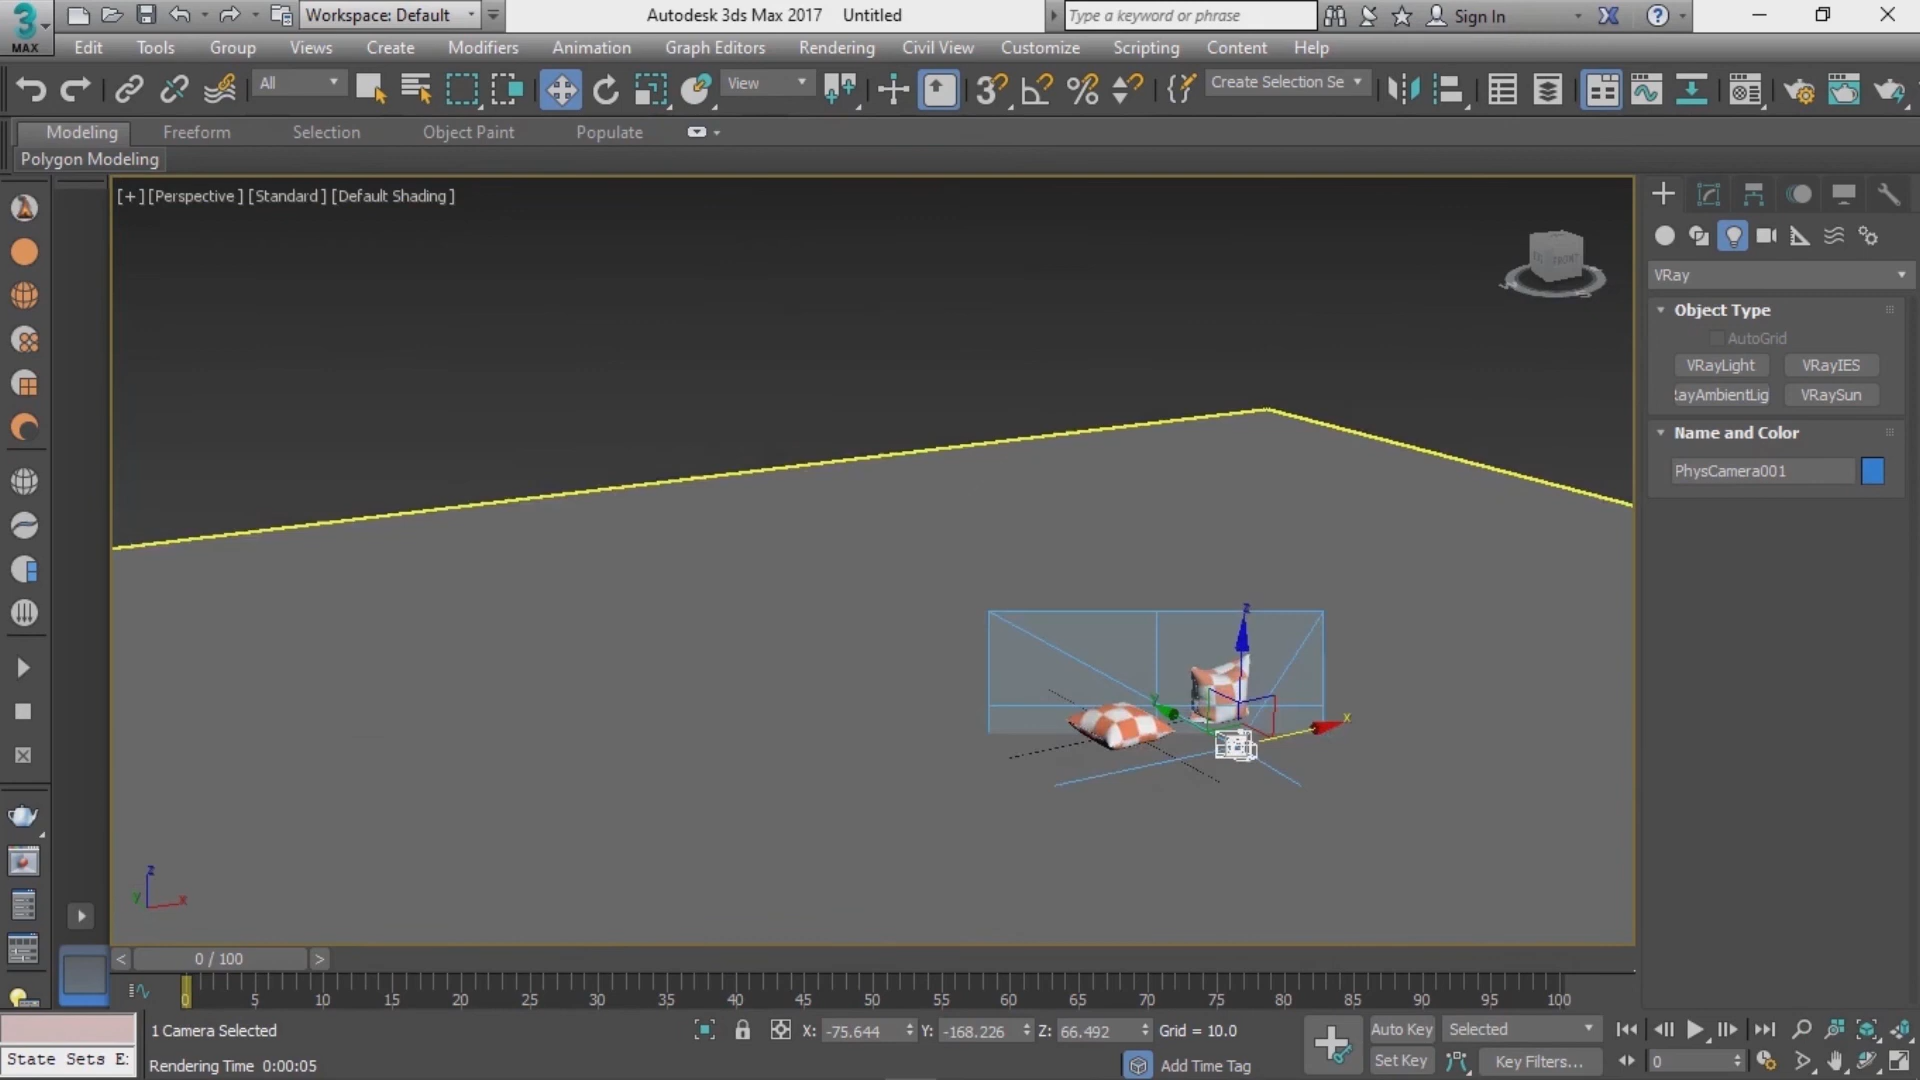 Workspace: Default
Autodesk 3ds Max 2017 Untitled
Type a keyword or phrase
Sign In
MAX
Edit Tools Group Views Create Modifiers Animation Graph Editors Rendering Civil View Customize Scripting Content Help
All
View
Create Selection Se
Modeling Freeform Selection Object Paint Populate
Polygon Modeling
[+] [Perspective ] [Standard ] [Default Shading ]
FRONT
VRay
Object Type
AutoGrid
VRayLight VRayIES
RayAmbientLig VRaySun
Name and Color
PhysCamera001
z
y
x
z
y
x
< 0 / 100 >
0 5 10 15 20 25 30 35 40 45 50 55 60 65 70 75 80 85 90 95 100
1 Camera Selected
X: -75.644 Y: -168.226 Z: 66.492 Grid = 10.0
Auto Key Selected
State Sets E:
Rendering Time 0:00:05
Add Time Tag
Set Key Key Filters...
0